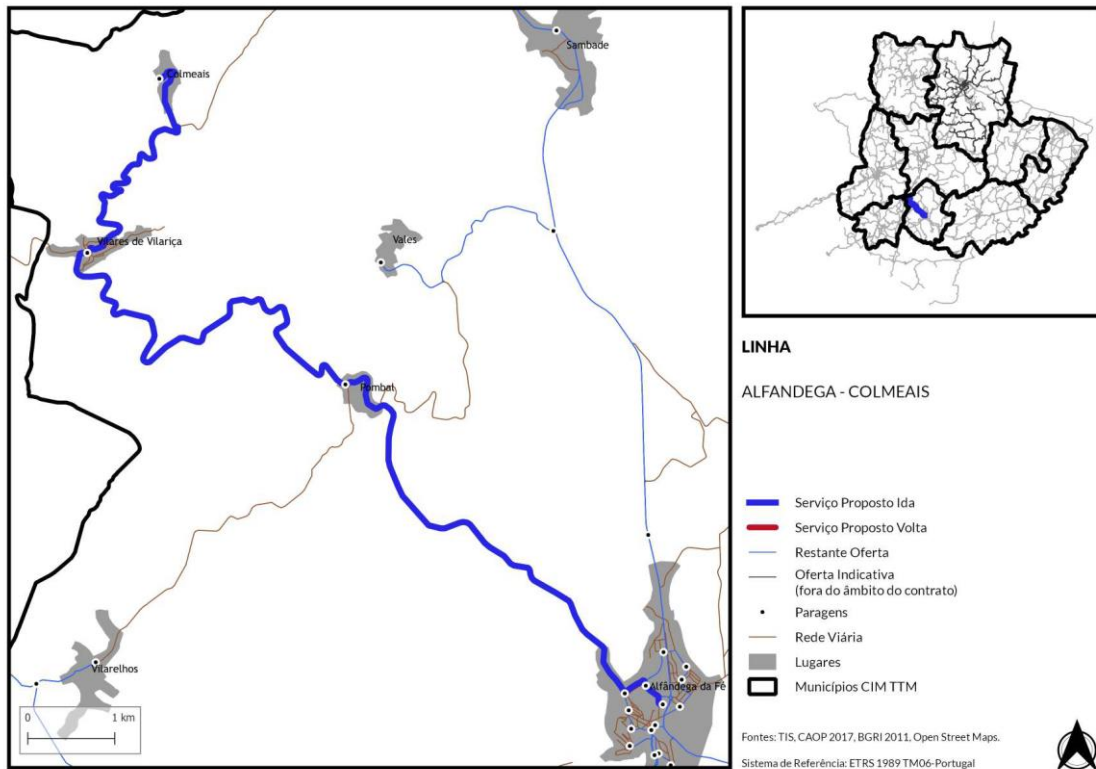 Sambade
Colmeais
Vilares de Vilariça
Vales
Pombal
Vilarelhos
Alfândega da Fé
0 1 km
LINHA
ALFANDEGA - COLMEAIS
Serviço Proposto Ida
Serviço Proposto Volta
Restante Oferta
Oferta Indicativa
(fora do âmbito do contrato)
Paragens
Rede Viária
Lugares
Municípios CIM TTM
Fontes: TIS, CAOP 2017, BGRI 2011, Open Street Maps.
Sistema de Referência: ETRS 1989 TM06-Portugal